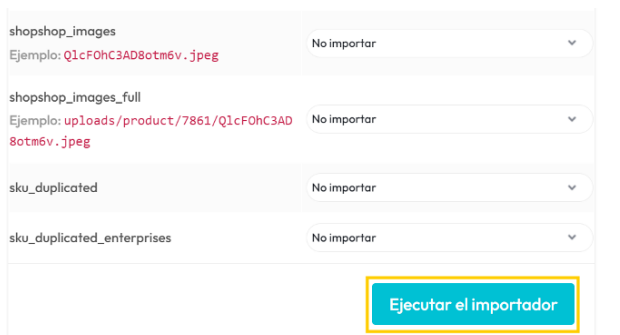 shopshop_images
No importar
Ejemplo: QlcFOhC3AD8otm6v.jpeg
shopshop_images_full
Ejemplo: uploads/product/7861/QlcFOhC3AD
No importar
8otm6v.jpeg
sku_duplicated
No importar
sku_duplicated_enterprises
No importar
Ejecutar el importador